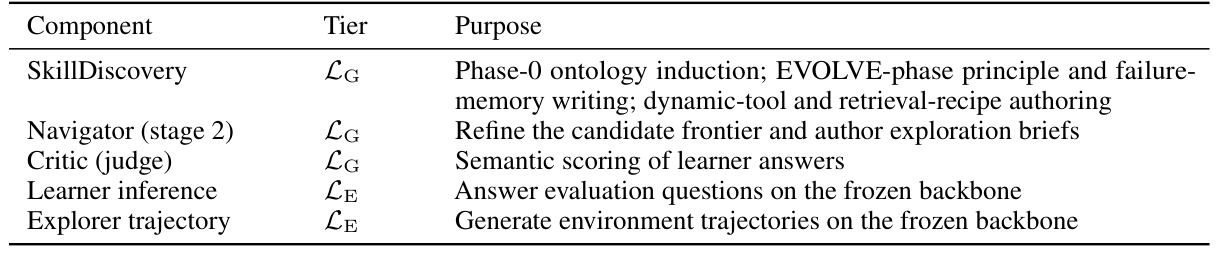 Component Tier Purpose
SkillDiscovery ℒG Phase-0 ontology induction; EVOLVE-phase principle and failure-
memory writing; dynamic-tool and retrieval-recipe authoring
Navigator (stage 2) ℒG Refine the candidate frontier and author exploration briefs
Critic (judge) ℒG Semantic scoring of learner answers
Learner inference ℒE Answer evaluation questions on the frozen backbone
Explorer trajectory ℒE Generate environment trajectories on the frozen backbone